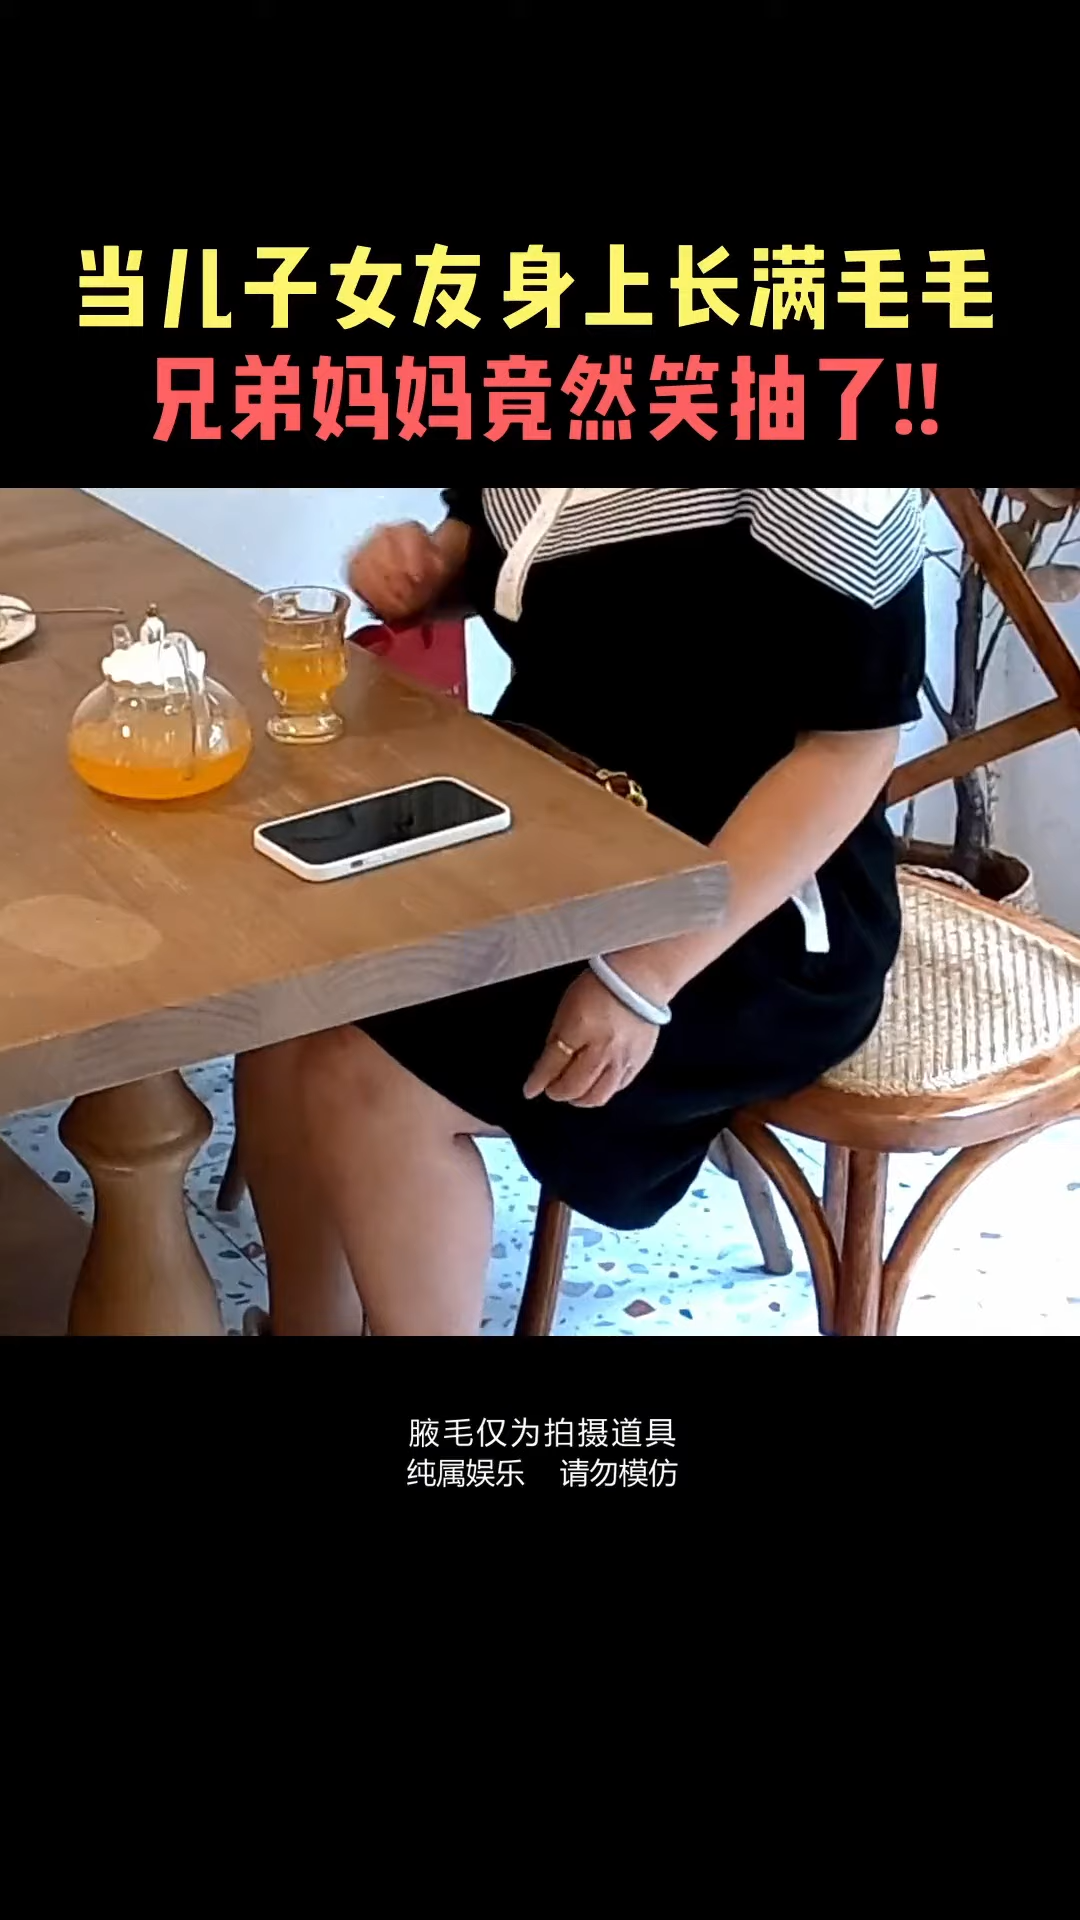 当儿子女友身上长满毛毛
兄弟妈妈竟然笑抽了!!
腋毛仅为拍摄道具
纯属娱乐 请勿模仿